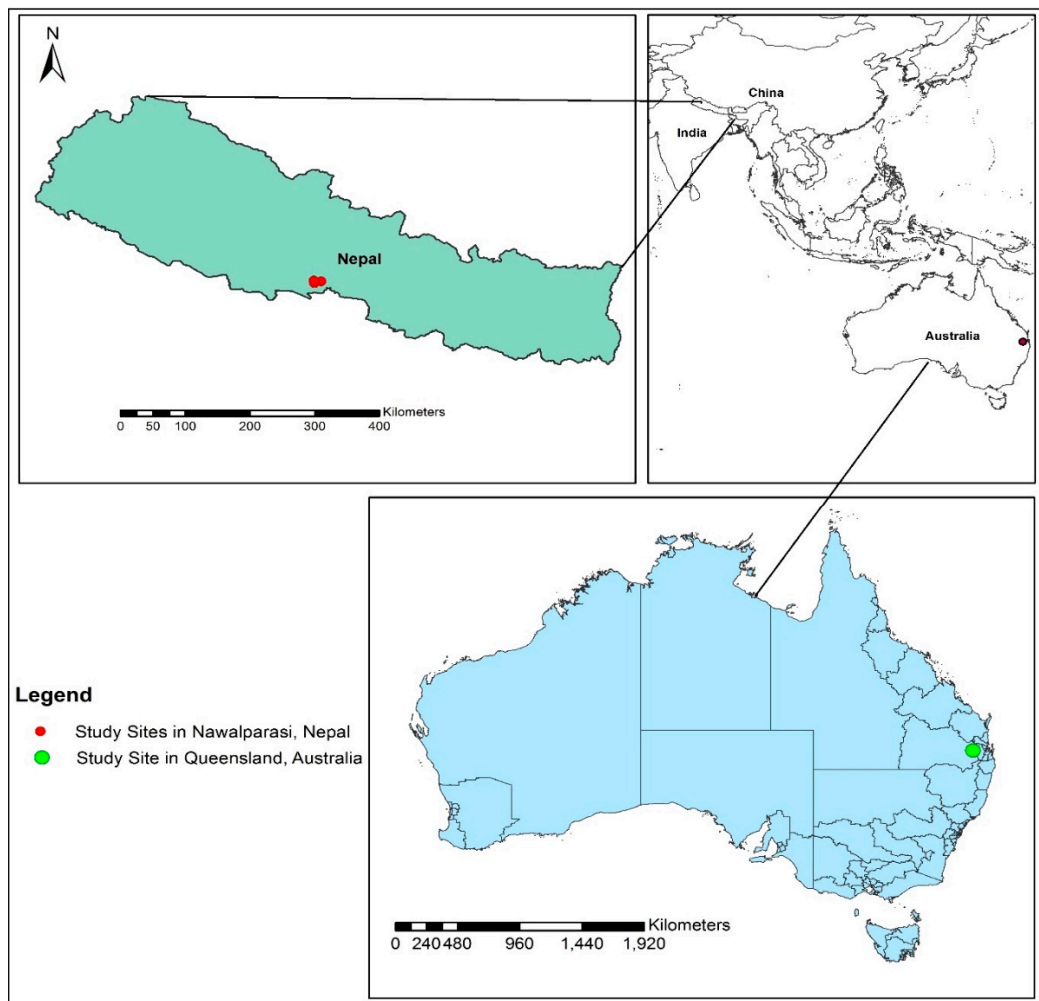 N
Nepal
Kilometers
0 50 100 200 300 400
China
India
Australia
Legend
Study Sites in Nawalparasi, Nepal
Study Site in Queensland, Australia
Kilometers
0 240 480 960 1,440 1,920